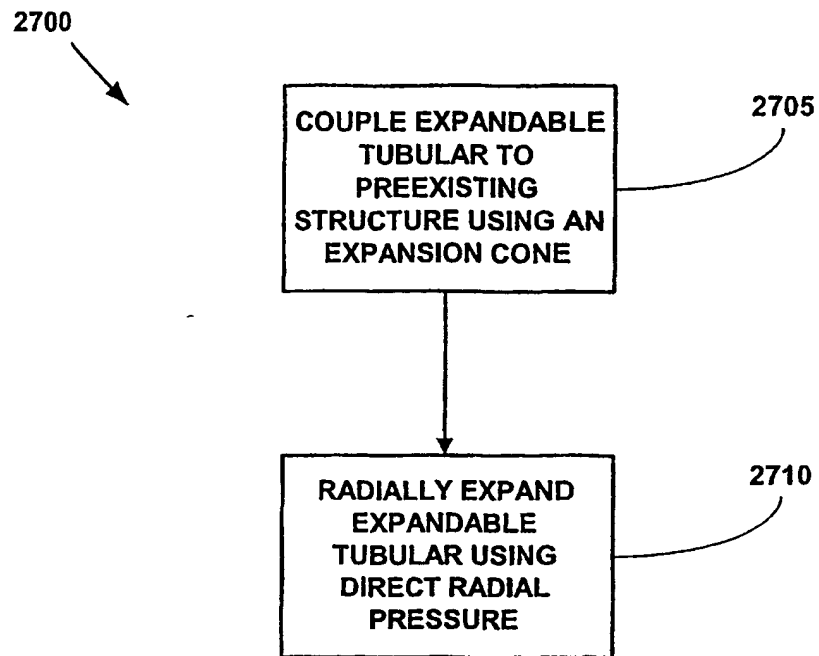 2700
COUPLE EXPANDABLE
TUBULAR TO
PREEXISTING
STRUCTURE USING AN
EXPANSION CONE
2705
RADIALLY EXPAND
EXPANDABLE
TUBULAR USING
DIRECT RADIAL
PRESSURE
2710